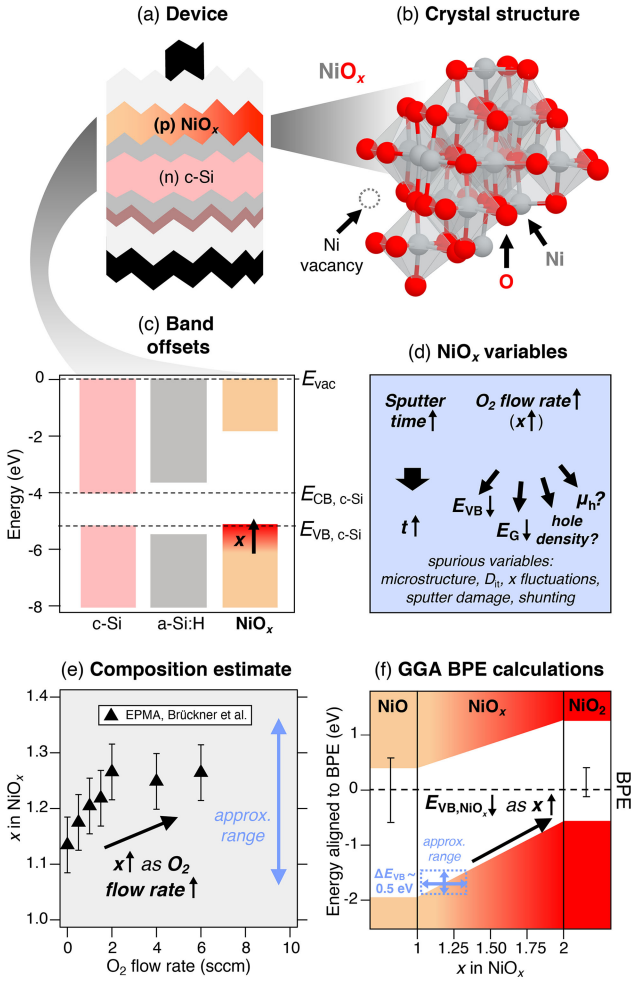 (a) Device
(p) NiOx
(n) c-Si
(b) Crystal structure
NiOx
Ni
vacancy
O
Ni
(c) Band
offsets
Energy (eV)
0
-2
-4
-6
-8
Evac
ECB, c-Si
EVB, c-Si
x
c-Si
a-Si:H
NiOx
(d) NiOx variables
Sputter
time↑
O2 flow rate↑
(x↑)
t↑
EVB↓
EG↓
hole
density?
μh?
spurious variables:
microstructure, Dit, x fluctuations,
sputter damage, shunting
(e) Composition estimate
x in NiOx
1.4
1.3
1.2
1.1
1.0
▲ EPMA, Brückner et al.
approx.
range
x↑ as O2
flow rate↑
0
2
4
6
8
10
O2 flow rate (sccm)
(f) GGA BPE calculations
Energy aligned to BPE (eV)
1
0
-1
-2
NiO
NiOx
NiO2
BPE
EVB,NiOx↓ as x↑
approx.
range
ΔEVB~
0.5 eV
1
1.25
1.50
1.75
2
x in NiOx